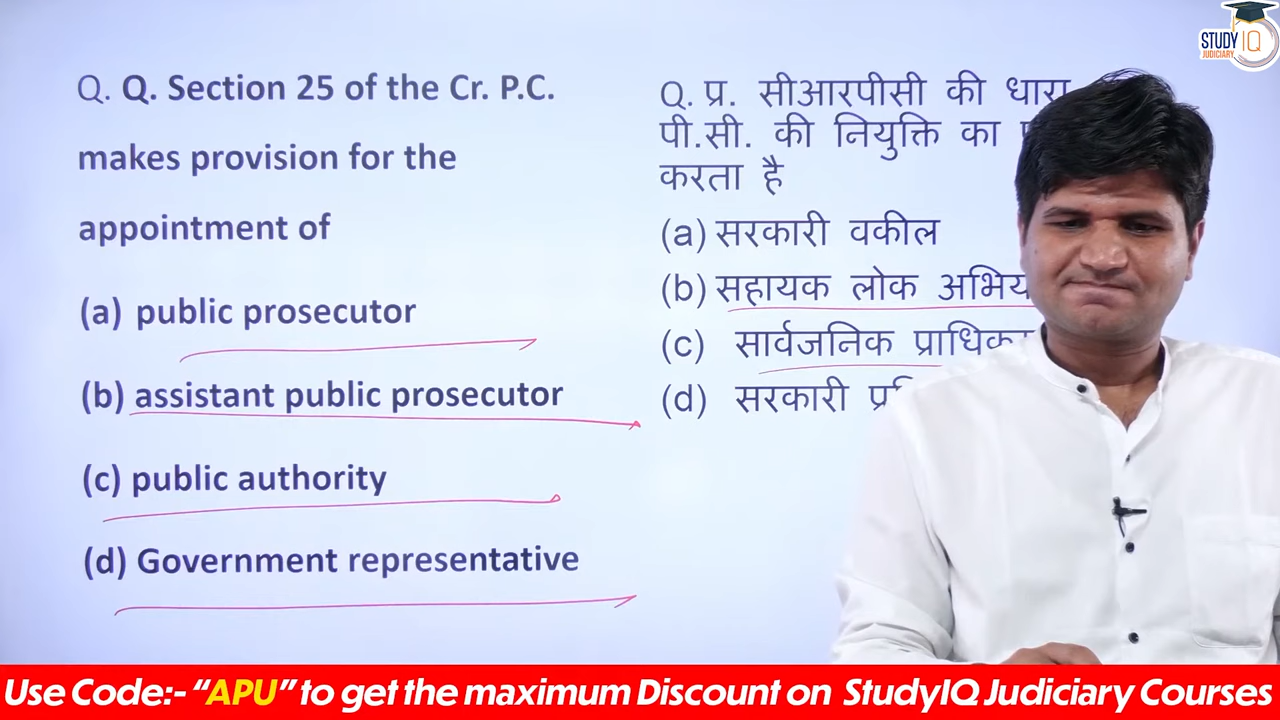 STUDY IQ
JUDICIARY
Q. Q. Section 25 of the Cr. P.C.
makes provision for the
appointment of
(a) public prosecutor
(b) assistant public prosecutor
(c) public authority
(d) Government representative
Q. प्र. सीआरपीसी की धारा
पी.सी. की नियुक्ति का
करता है
(a) सरकारी वकील
(b) सहायक लोक
(c) सार्वजनिक
(d) सरकारी
Use Code:- “APU” to get the maximum Discount on StudyIQ Judiciary Courses